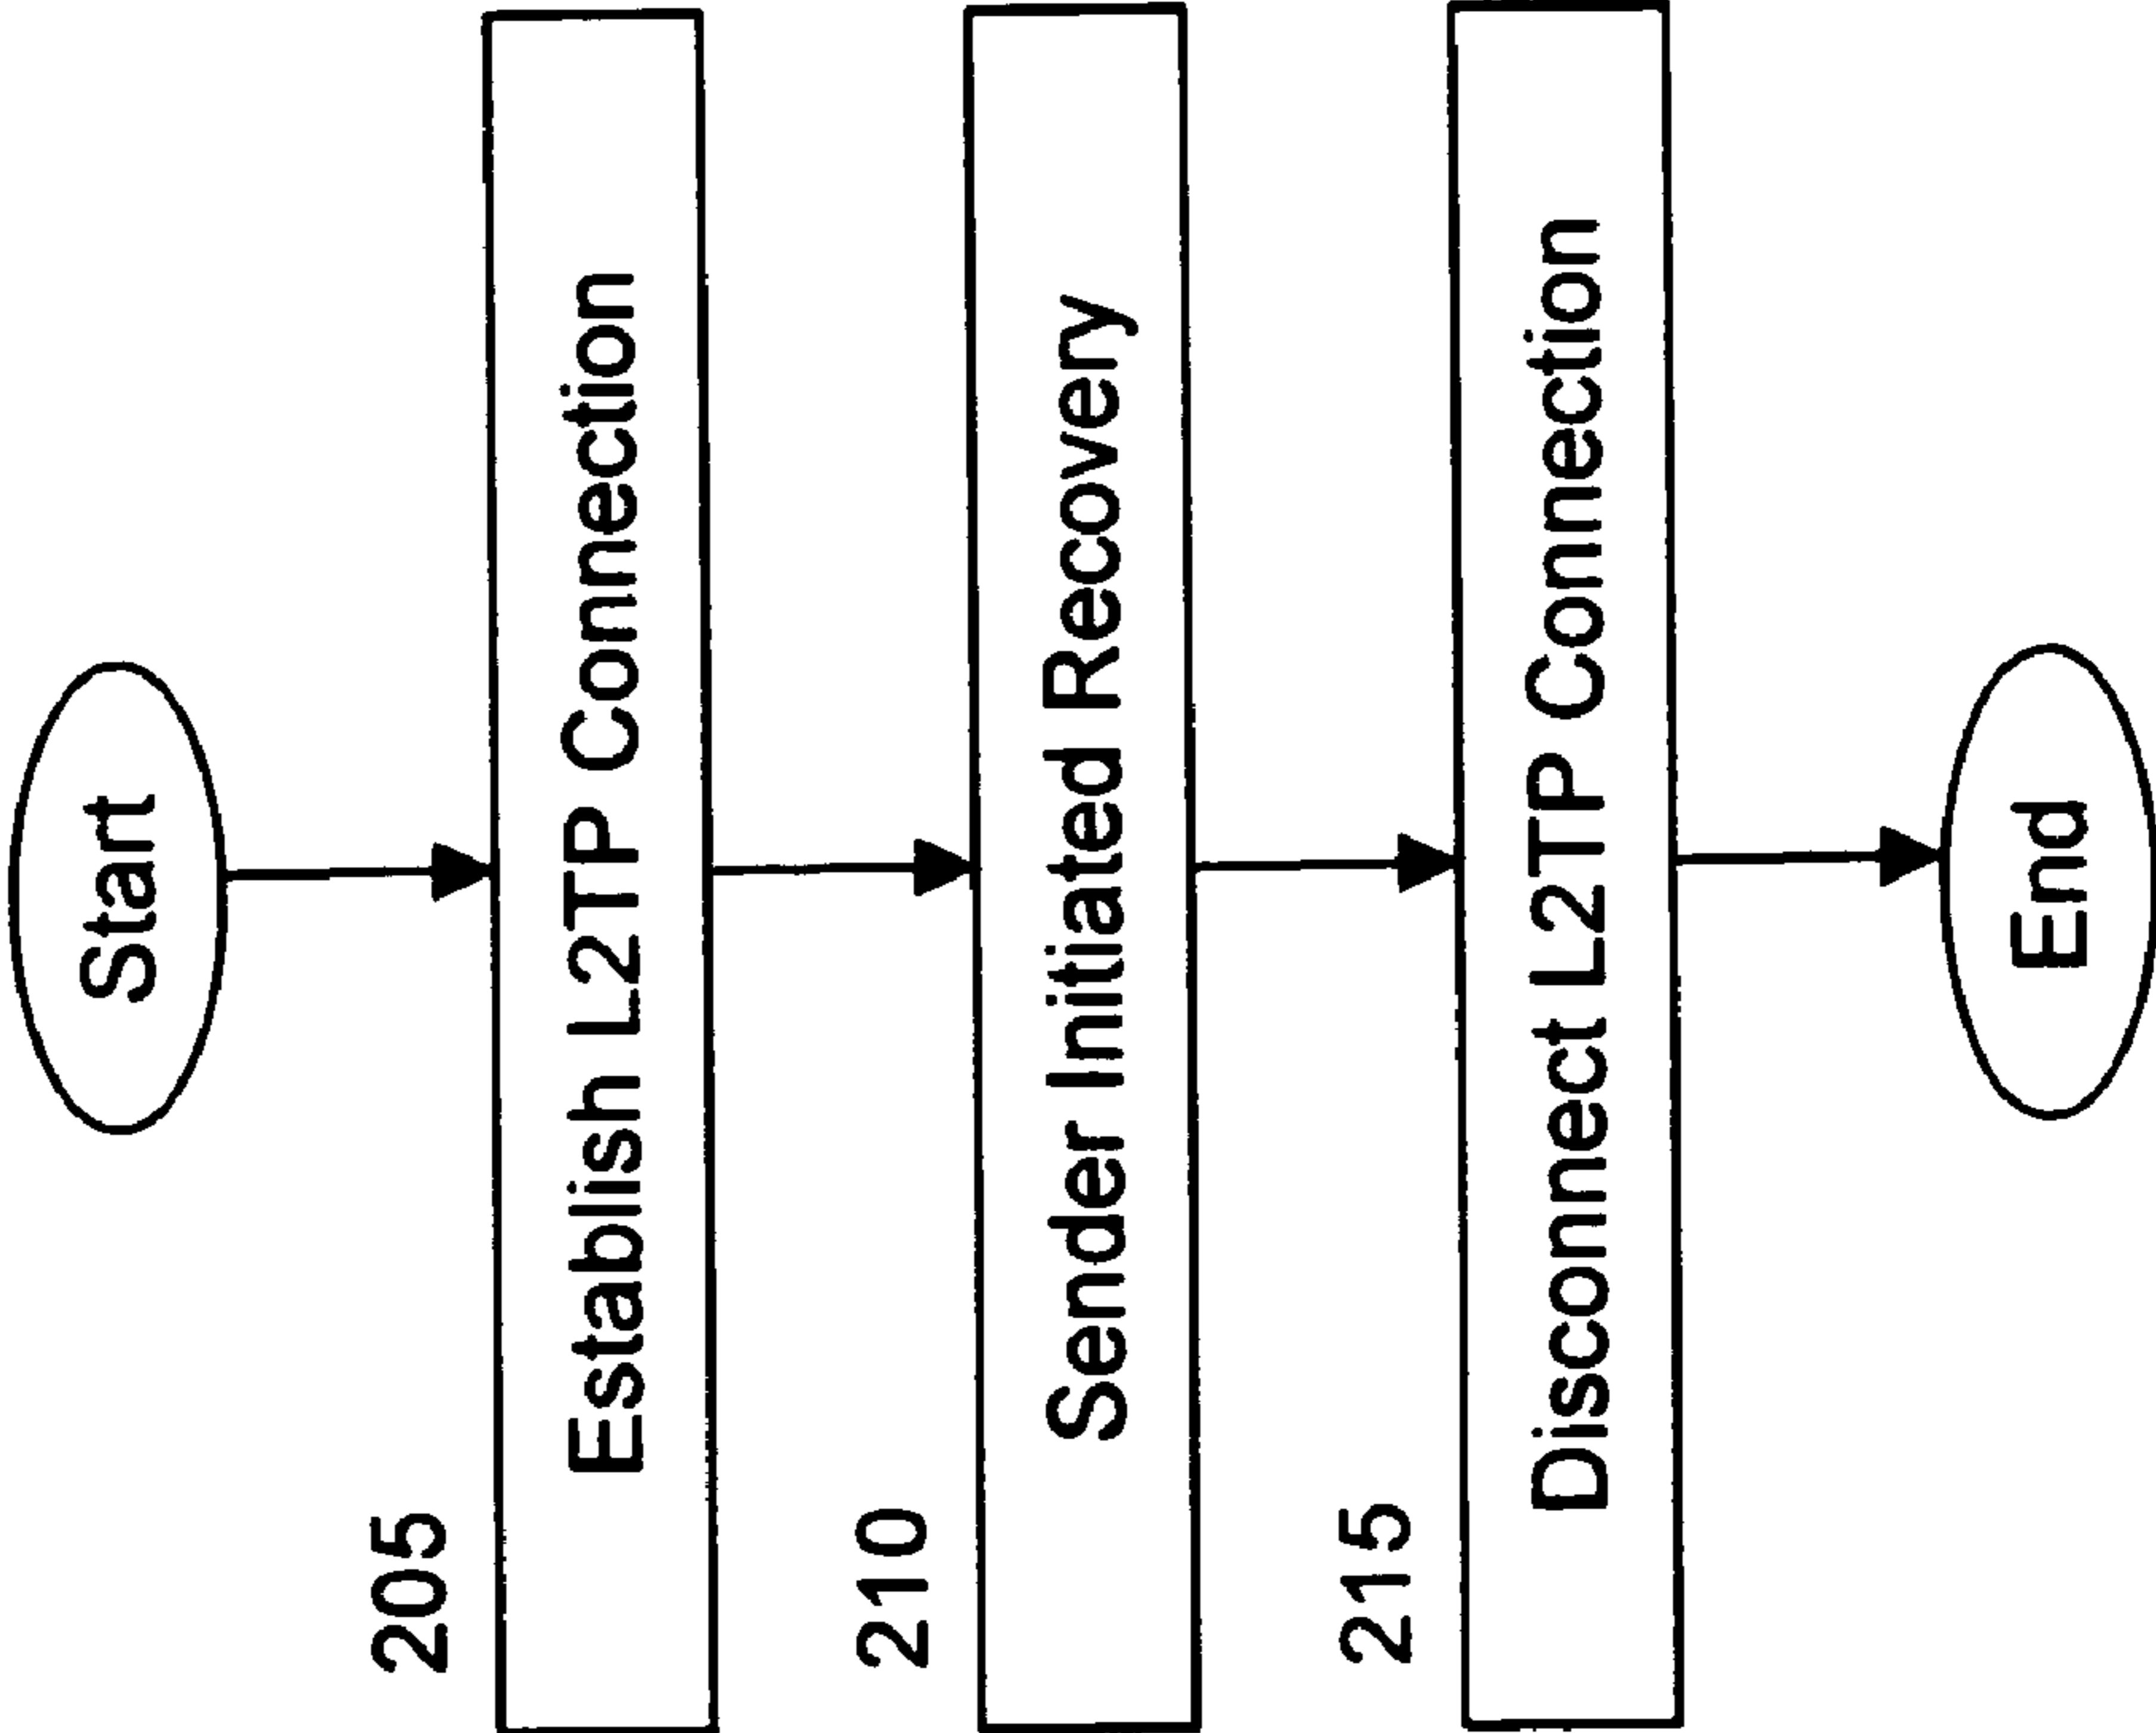 Start
205
Establish L2TP Connection
210
Sender Initiated Recovery
215
Disconnect L2TP Connection
End